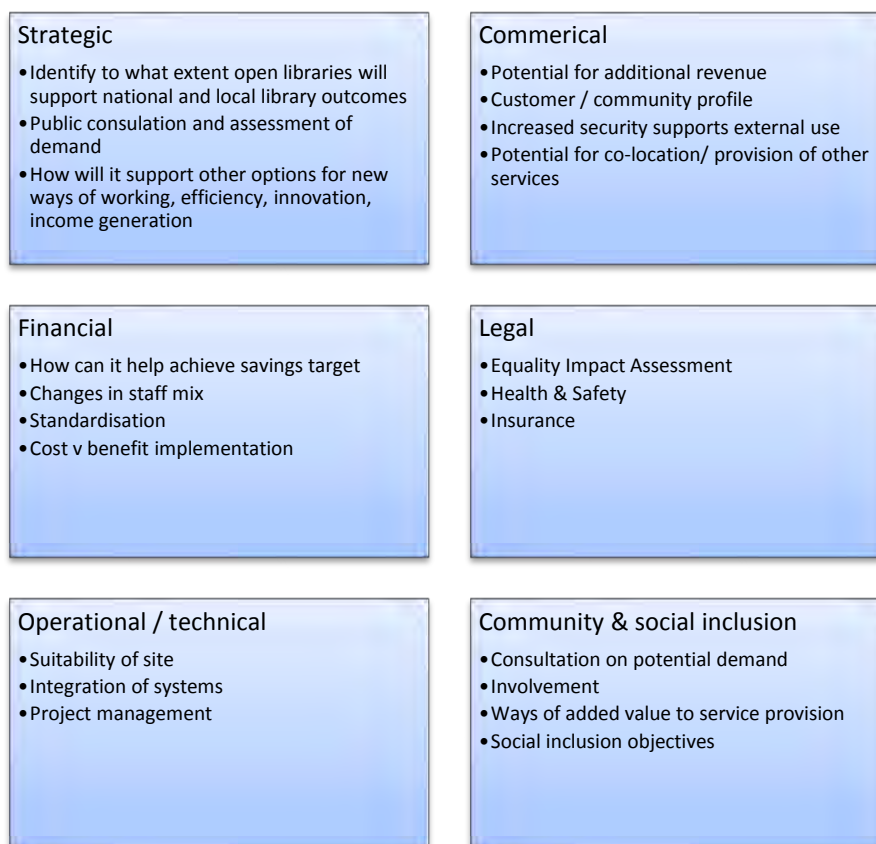 Strategic
•Identify to what extent open libraries will
support national and local library outcomes
•Public consulation and assessment of
demand
•How will it support other options for new
ways of working, efficiency, innovation,
income generation
Commerical
•Potential for additional revenue
•Customer / community profile
•Increased security supports external use
•Potential for co-location/ provision of other
services
Financial
•How can it help achieve savings target
•Changes in staff mix
•Standardisation
•Cost v benefit implementation
Legal
•Equality Impact Assessment
•Health & Safety
•Insurance
Operational / technical
•Suitability of site
•Integration of systems
•Project management
Community & social inclusion
•Consultation on potential demand
•Involvement
•Ways of added value to service provision
•Social inclusion objectives